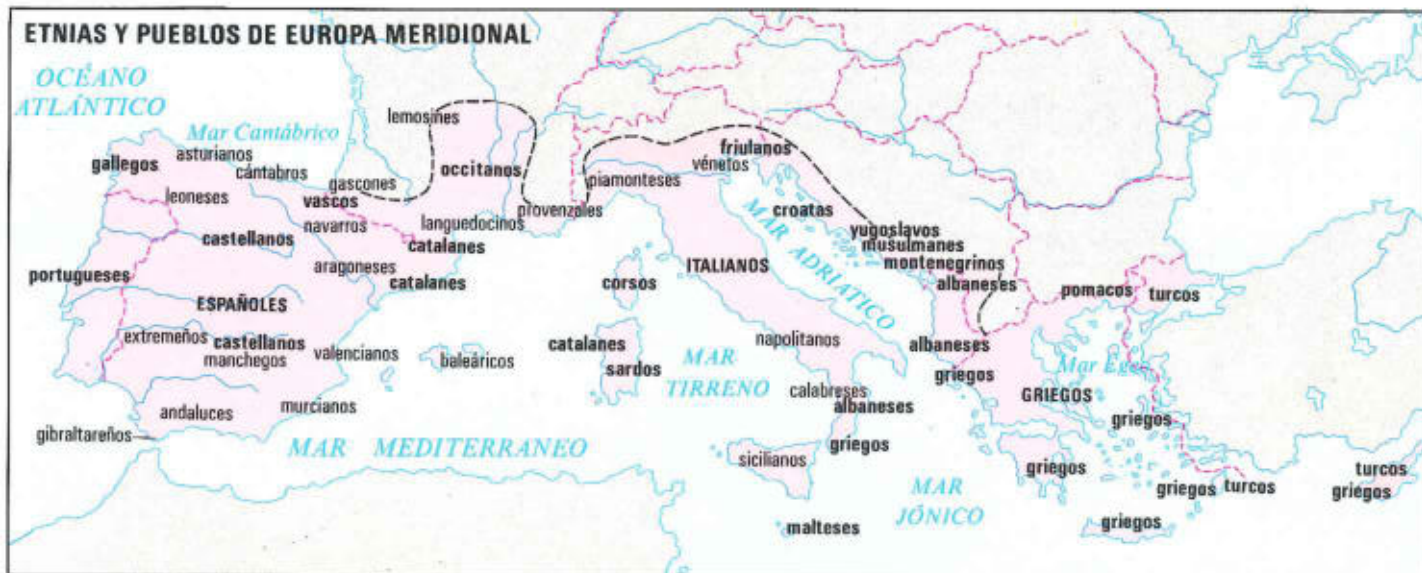 ETNIAS Y PUEBLOS DE EUROPA MERIDIONAL
OCÉANO
ATLÁNTICO
Mar Cantábrico
lemosines
gallegos
asturianos
cántabros
occitanos
friulanos
vénetos
gascones
vascos
leoneses
piamonteses
navarros
languedocinos
provenzales
croatas
castellanos
catalanes
yugoslavos
musulmanes
montenegrinos
MAR ADRIATICO
portugueses
aragoneses
catalanes
corsos
ITALIANOS
albaneses
pomacos
turcos
ESPAÑOLES
extremeños
castellanos
manchegos
valencianos
baleáricos
catalanes
sardos
MAR
TIRRENO
napolitanos
albaneses
griegos
Mar Egeo
GRIEGOS
andaluces
murcianos
calabreses
albaneses
griegos
gibraltareños
MAR MEDITERRANEO
sicilianos
griegos
griegos
turcos
griegos
griegos
turcos
MAR
JÓNICO
malteses
griegos